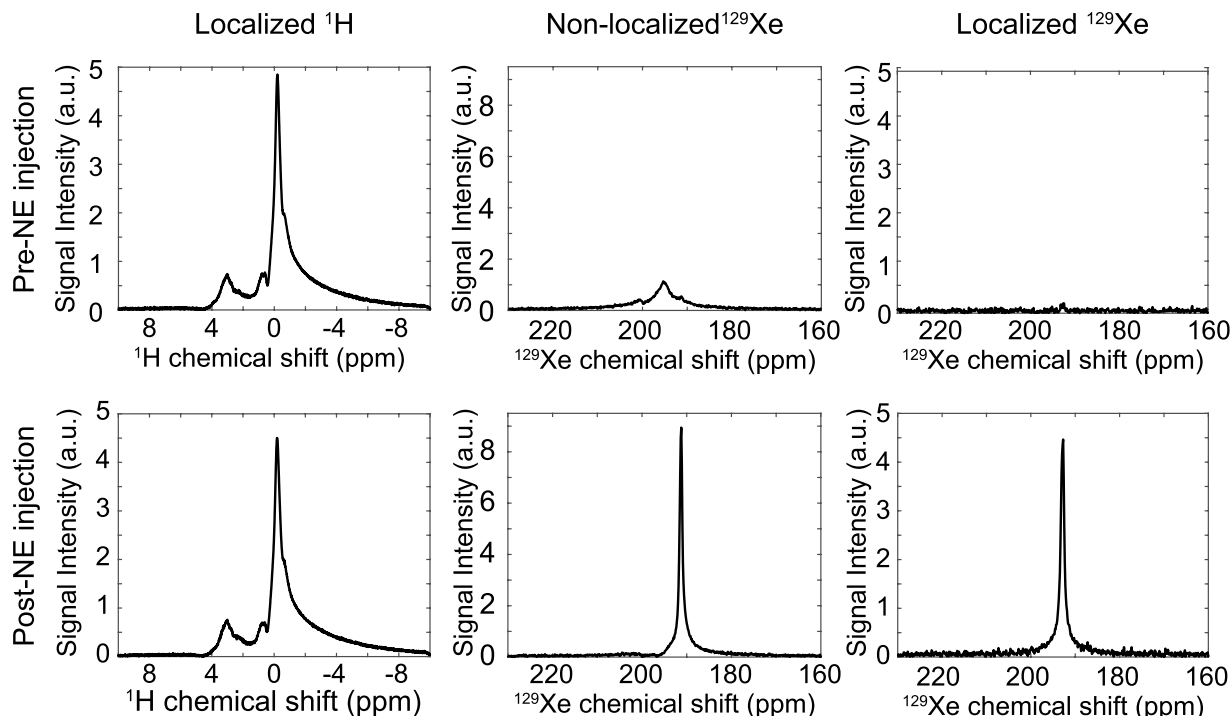 Localized ¹H
Non-localized¹²⁹Xe
Localized ¹²⁹Xe
Pre-NE injection
Signal Intensity (a.u.)
5
4
3
2
1
0
8 4 0 -4 -8
¹H chemical shift (ppm)
Signal Intensity (a.u.)
8
6
4
2
0
220 200 180 160
¹²⁹Xe chemical shift (ppm)
Signal Intensity (a.u.)
5
4
3
2
1
0
220 200 180 160
¹²⁹Xe chemical shift (ppm)
Post-NE injection
Signal Intensity (a.u.)
5
4
3
2
1
0
8 4 0 -4 -8
¹H chemical shift (ppm)
Signal Intensity (a.u.)
8
6
4
2
0
220 200 180 160
¹²⁹Xe chemical shift (ppm)
Signal Intensity (a.u.)
5
4
3
2
1
0
220 200 180 160
¹²⁹Xe chemical shift (ppm)